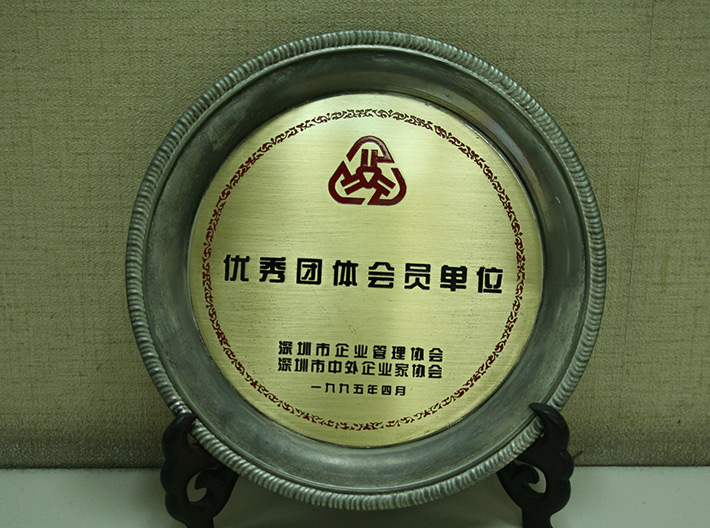 优秀团体会员单位
深圳市企业管理协会
深圳市中外企业家协会
一九九五年四月